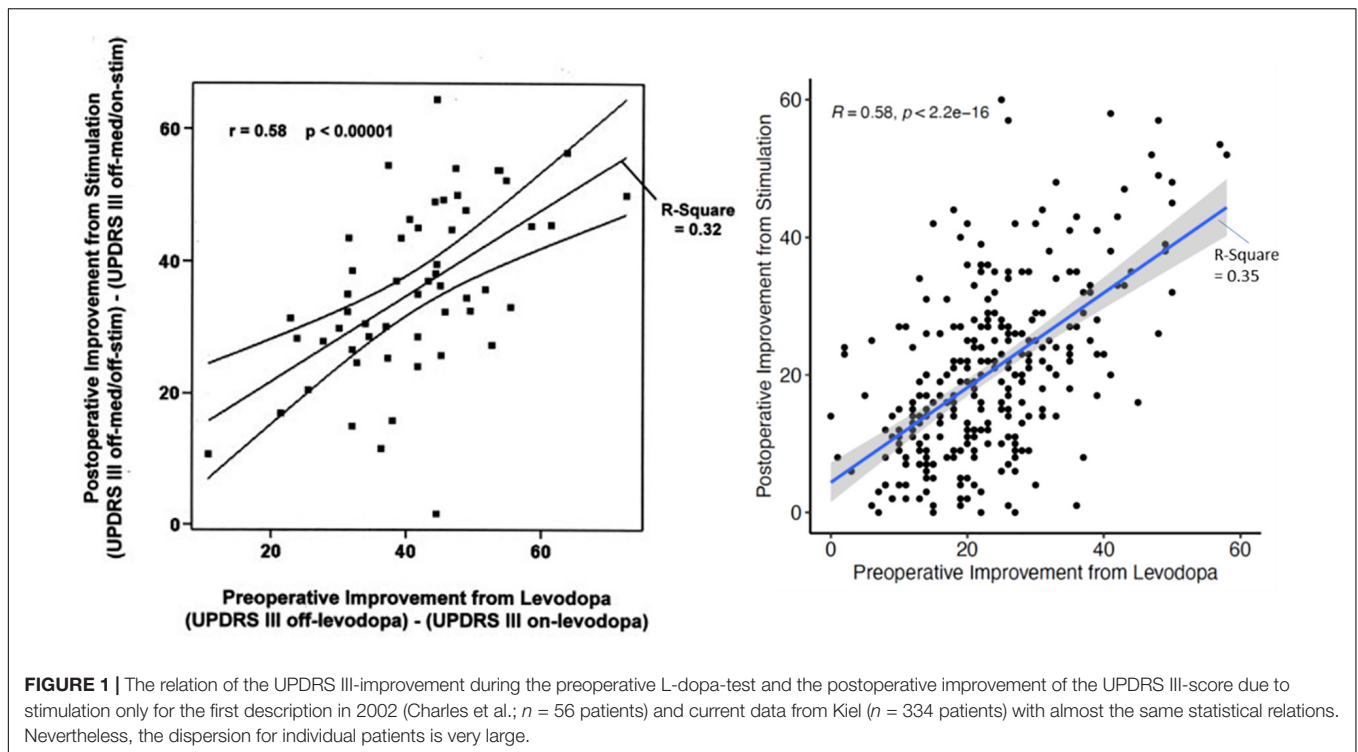 Postoperative Improvement from Stimulation
(UPDRS III off-med/off-stim) - (UPDRS III off-med/on-stim)
60
40
20
0
r = 0.58 p < 0.00001
R-Square
= 0.32
20 40 60
Preoperative Improvement from Levodopa
(UPDRS III off-levodopa) - (UPDRS III on-levodopa)
Postoperative Improvement from Stimulation
60
40
20
0
R = 0.58, p < 2.2e−16
R-Square
= 0.35
0 20 40 60
Preoperative Improvement from Levodopa
FIGURE 1 | The relation of the UPDRS III-improvement during the preoperative L-dopa-test and the postoperative improvement of the UPDRS III-score due to
stimulation only for the first description in 2002 (Charles et al.; n = 56 patients) and current data from Kiel (n = 334 patients) with almost the same statistical relations.
Nevertheless, the dispersion for individual patients is very large.